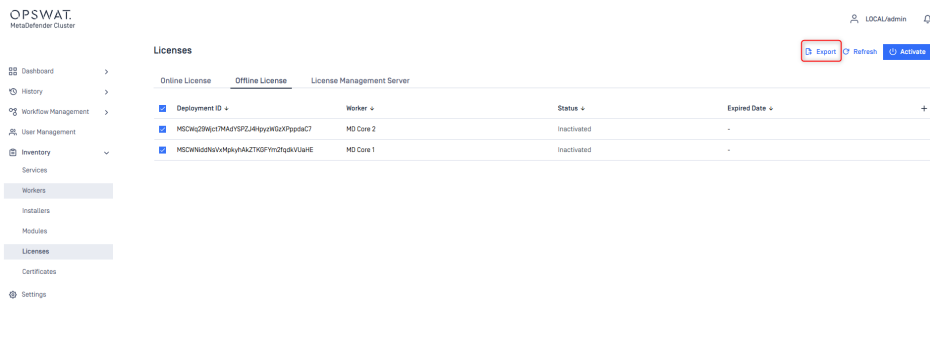 OPSWAT.
MetaDefender Cluster
LOCAL/admin
Licenses
Export
Refresh
Activate
Dashboard
History
Workflow Management
User Management
Inventory
Services
Workers
Installers
Modules
Licenses
Certificates
Settings
Online License Offline License License Management Server
Deployment ID Worker Status Expired Date
MSCWq29Wjct7MAdYSPZJ4HpyzWGzXPppdaC7 MD Core 2 Inactivated -
MSCWNiddNsVxMpkyhAkZTKGFYm2fqdkVUaHE MD Core 1 Inactivated -